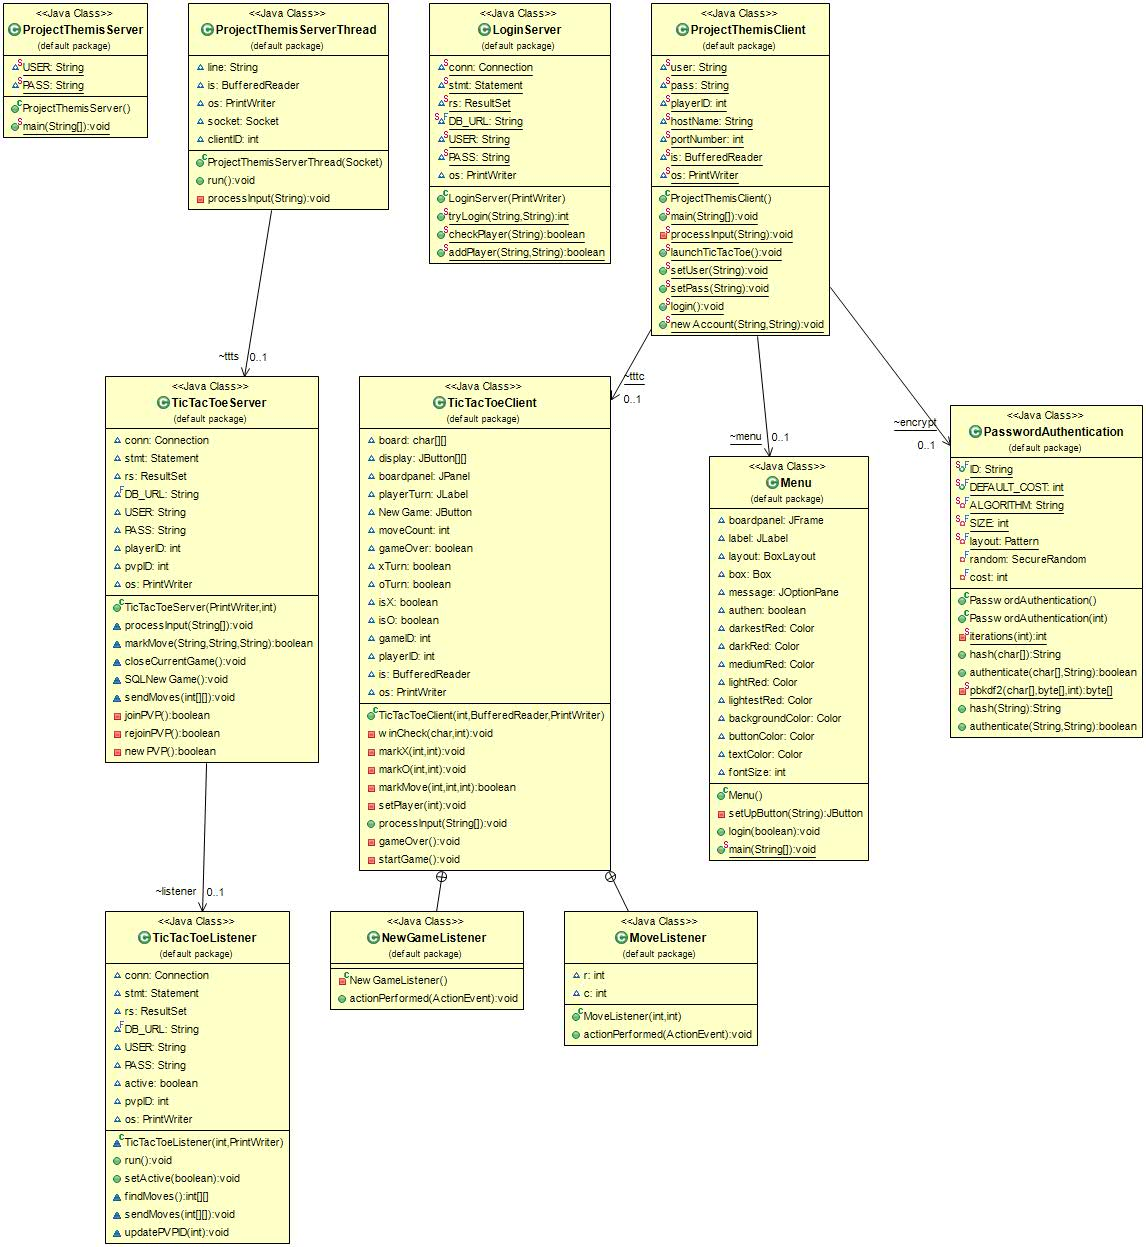 <<Java Class>>
ProjectThemisServer
(default package)
USER: String
PASS: String
ProjectThemisServer()
main(String[]):void
<<Java Class>>
ProjectThemisServerThread
(default package)
line: String
is: BufferedReader
os: PrintWriter
socket: Socket
clientID: int
ProjectThemisServerThread(Socket)
run():void
processInput(String):void
<<Java Class>>
LoginServer
(default package)
conn: Connection
stmt: Statement
rs: ResultSet
DB_URL: String
USER: String
PASS: String
os: PrintWriter
LoginServer(PrintWriter)
tryLogin(String,String):int
checkPlayer(String):boolean
addPlayer(String,String):boolean
<<Java Class>>
ProjectThemisClient
(default package)
user: String
pass: String
playerID: int
hostName: String
portNumber: int
is: BufferedReader
os: PrintWriter
ProjectThemisClient()
main(String[]):void
processInput(String):void
launchTicTacToe():void
setUser(String):void
setPass(String):void
login():void
newAccount(String,String):void
~ttts 0..1
~tttc
0..1
~menu 0..1
~encrypt
0..1
<<Java Class>>
TicTacToeServer
(default package)
conn: Connection
stmt: Statement
rs: ResultSet
DB_URL: String
USER: String
PASS: String
playerID: int
pvpID: int
os: PrintWriter
TicTacToeServer(PrintWriter,int)
processInput(String[]):void
markMove(String,String,String):boolean
closeCurrentGame():void
SQLNewGame():void
sendMoves(int[][]):void
joinPVP():boolean
rejoinPVP():boolean
newPVP():boolean
<<Java Class>>
TicTacToeClient
(default package)
board: char[][]
display: JButton[][]
boardpanel: JPanel
playerTurn: JLabel
NewGame: JButton
moveCount: int
gameOver: boolean
xTurn: boolean
oTurn: boolean
isX: boolean
isO: boolean
gameID: int
playerID: int
is: BufferedReader
os: PrintWriter
TicTacToeClient(int,BufferedReader,PrintWriter)
winCheck(char,int):void
markX(int,int):void
markO(int,int):void
markMove(int,int,int):boolean
setPlayer(int):void
processInput(String[]):void
gameOver():void
startGame():void
<<Java Class>>
Menu
(default package)
boardpanel: JFrame
label: JLabel
layout: BoxLayout
box: Box
message: JOptionPane
authen: boolean
darkestRed: Color
darkRed: Color
mediumRed: Color
lightRed: Color
lightestRed: Color
backgroundColor: Color
buttonColor: Color
textColor: Color
fontSize: int
Menu()
setUpButton(String):JButton
login(boolean):void
main(String[]):void
<<Java Class>>
PasswordAuthentication
(default package)
ID: String
DEFAULT_COST: int
ALGORITHM: String
SIZE: int
layout: Pattern
random: SecureRandom
cost: int
PasswordAuthentication()
PasswordAuthentication(int)
iterations(int):int
hash(char[]):String
authenticate(char[],String):boolean
pbkdf2(char[],byte[],int):byte[]
hash(String):String
authenticate(String,String):boolean
~listener 0..1
<<Java Class>>
TicTacToeListener
(default package)
conn: Connection
stmt: Statement
rs: ResultSet
DB_URL: String
USER: String
PASS: String
active: boolean
pvpID: int
os: PrintWriter
TicTacToeListener(int,PrintWriter)
run():void
setActive(boolean):void
findMoves():int[][]
sendMoves(int[][]):void
updatePVPID(int):void
<<Java Class>>
NewGameListener
(default package)
NewGameListener()
actionPerformed(ActionEvent):void
<<Java Class>>
MoveListener
(default package)
r: int
c: int
MoveListener(int,int)
actionPerformed(ActionEvent):void